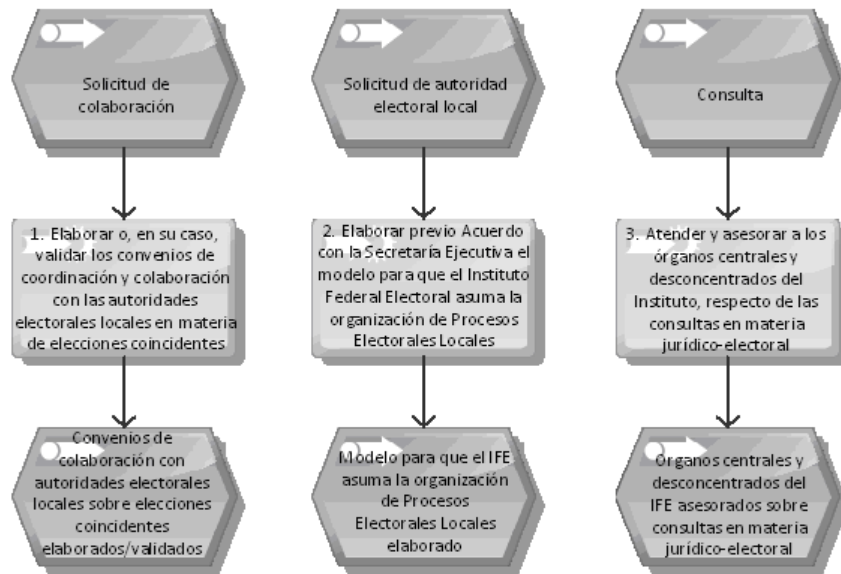 Solicitud de
colaboración
Solicitud de autoridad
electoral local
Consulta
1. Elaborar o, en su caso,
validar los convenios de
coordinación y colaboración
con las autoridades
electorales locales en materia
de elecciones coincidentes
2. Elaborar previo Acuerdo
con la Secretaría Ejecutiva el
modelo para que el Instituto
Federal Electoral asuma la
organización de Procesos
Electorales Locales
3. Atender y asesorar a los
órganos centrales y
desconcentrados del
Instituto, respecto de las
consultas en materia
jurídico-electoral
Convenios de
colaboración con
autoridades electorales
locales sobre elecciones
coincidentes
elaborados/validados
Modelo para que el IFE
asuma la organización
de Procesos
Electorales Locales
elaborado
Órganos centrales y
desconcentrados del
IFE asesorados sobre
consultas en materia
jurídico-electoral